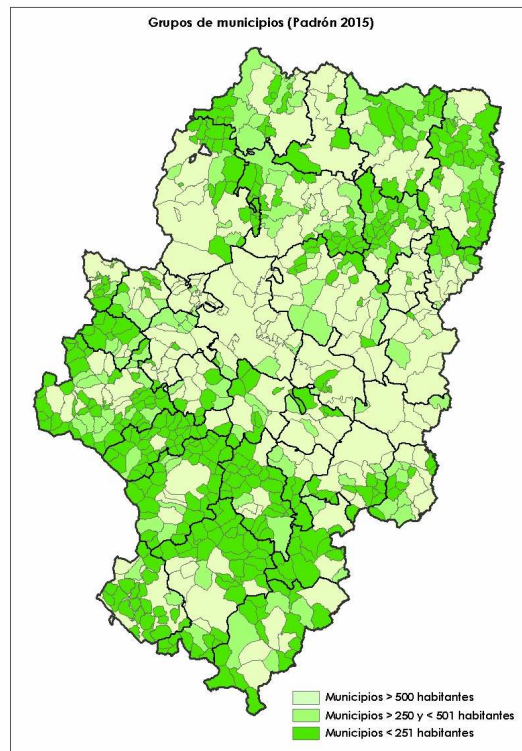 Grupos de municipios (Padrón 2015)
Municipios > 500 habitantes
Municipios > 250 y < 501 habitantes
Municipios < 251 habitantes